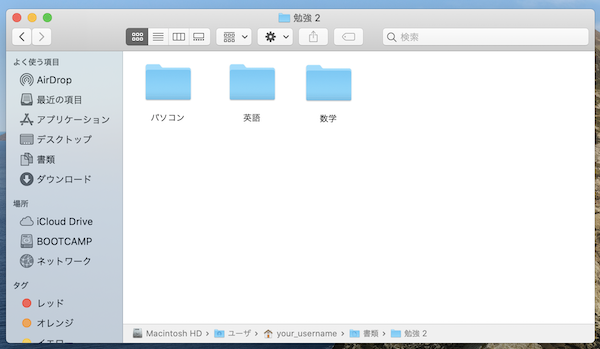 勉強 2
検索
よく使う項目
AirDrop
最近の項目
アプリケーション
デスクトップ
書類
ダウンロード
場所
iCloud Drive
BOOTCAMP
ネットワーク
タグ
レッド
オレンジ
イエロー
パソコン 英語 数学
Macintosh HD › ユーザ › your_username › 書類 › 勉強 2